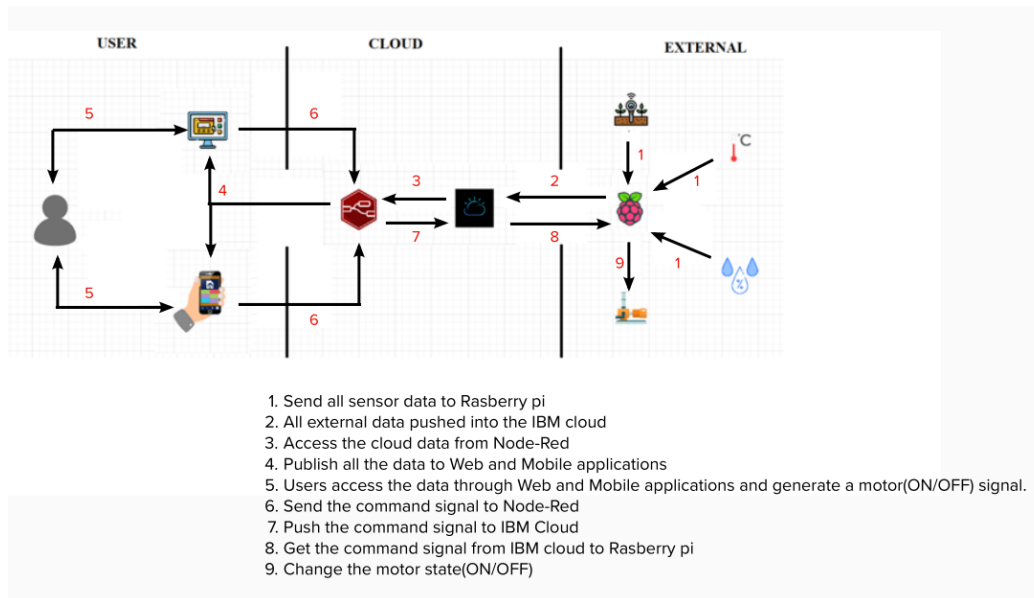 USER
CLOUD
EXTERNAL
5
6
4
3
2
1
°C
1
7
8
9
1
%
5
6
1. Send all sensor data to Rasberry pi
2. All external data pushed into the IBM cloud
3. Access the cloud data from Node-Red
4. Publish all the data to Web and Mobile applications
5. Users access the data through Web and Mobile applications and generate a motor(ON/OFF) signal.
6. Send the command signal to Node-Red
7. Push the command signal to IBM Cloud
8. Get the command signal from IBM cloud to Rasberry pi
9. Change the motor state(ON/OFF)